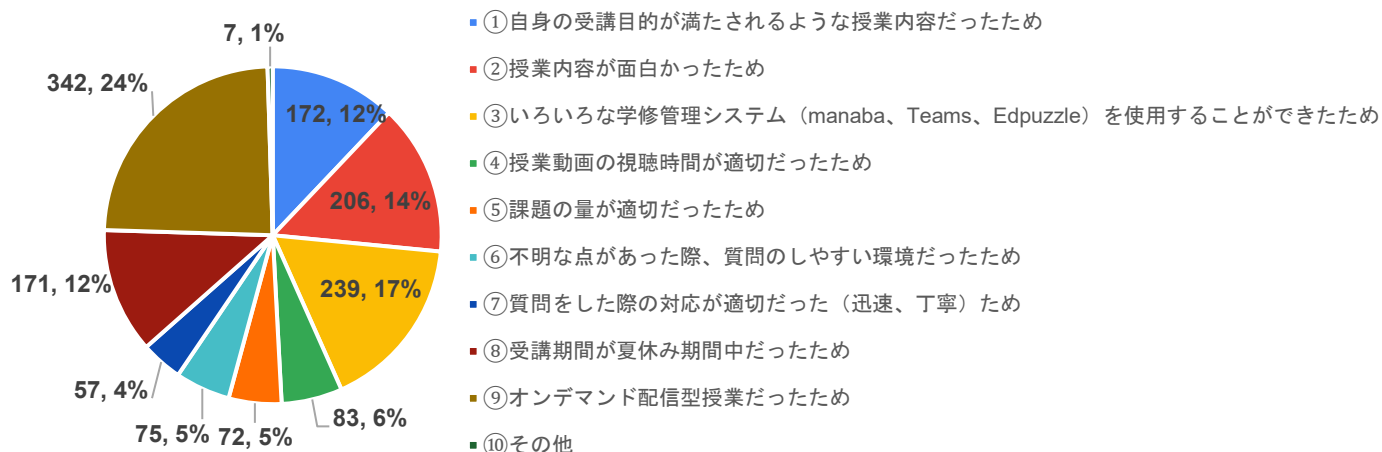 7, 1%
342, 24%
172, 12%
206, 14%
239, 17%
171, 12%
57, 4%
75, 5%
72, 5%
83, 6%
①自身の受講目的が満たされるような授業内容だったため
②授業内容が面白かったため
③いろいろな学修管理システム（manaba、Teams、Edpuzzle）を使用することができたため
④授業動画の視聴時間が適切だったため
⑤課題の量が適切だったため
⑥不明な点があった際、質問のしやすい環境だったため
⑦質問をした際の対応が適切だった（迅速、丁寧）ため
⑧受講期間が夏休み期間中だったため
⑨オンデマンド配信型授業だったため
⑩その他